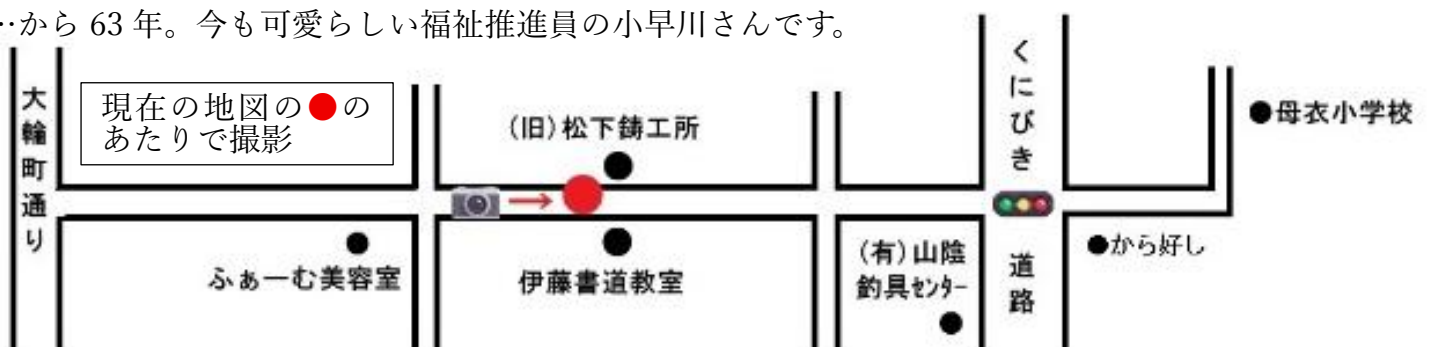 ‥から 63 年。今も可愛らしい福祉推進員の小早川さんです。
大輪町通り
現在の地図の●の
あたりで撮影
(旧)松下鋳工所
くにびき
道路
●母衣小学校
ふぁーむ美容室
伊藤書道教室
(有)山陰
釣具センター
●から好し